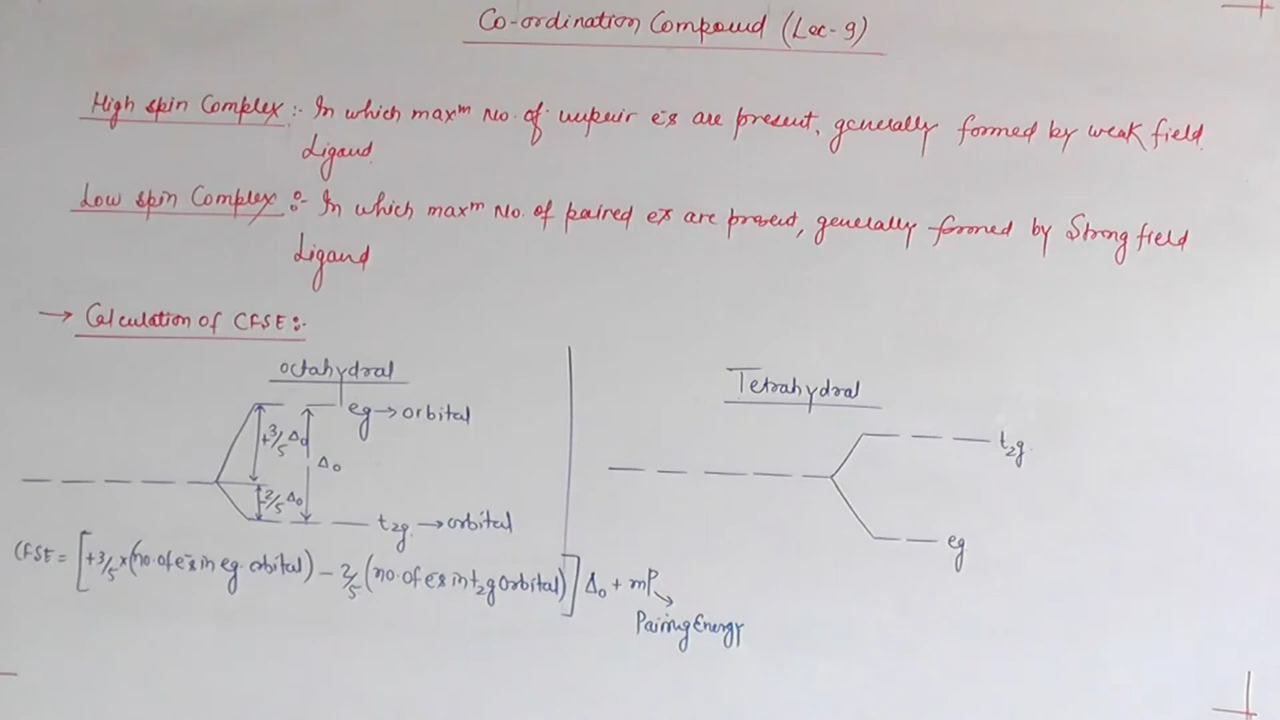 Co-ordination Compound (Lec-9)
High spin Complex:- In which maxᵐ No. of unpair e⁻s are present, generally formed by weak field
Ligand.
Low spin Complex:- In which maxᵐ No. of paired e⁻s are present, generally formed by Strong field
Ligand
→ Calculation of CFSE:-
octahydral
Tetrahydral
eg → orbital
+3/5 Δo
Δo
t₂g
-2/5 Δo
t₂g → orbital
eg
CFSE = [+3/5 × (no. of e⁻s in eg orbital) - 2/5 (no. of e⁻s in t₂g orbital)] Δo + mP
Pairing Energy